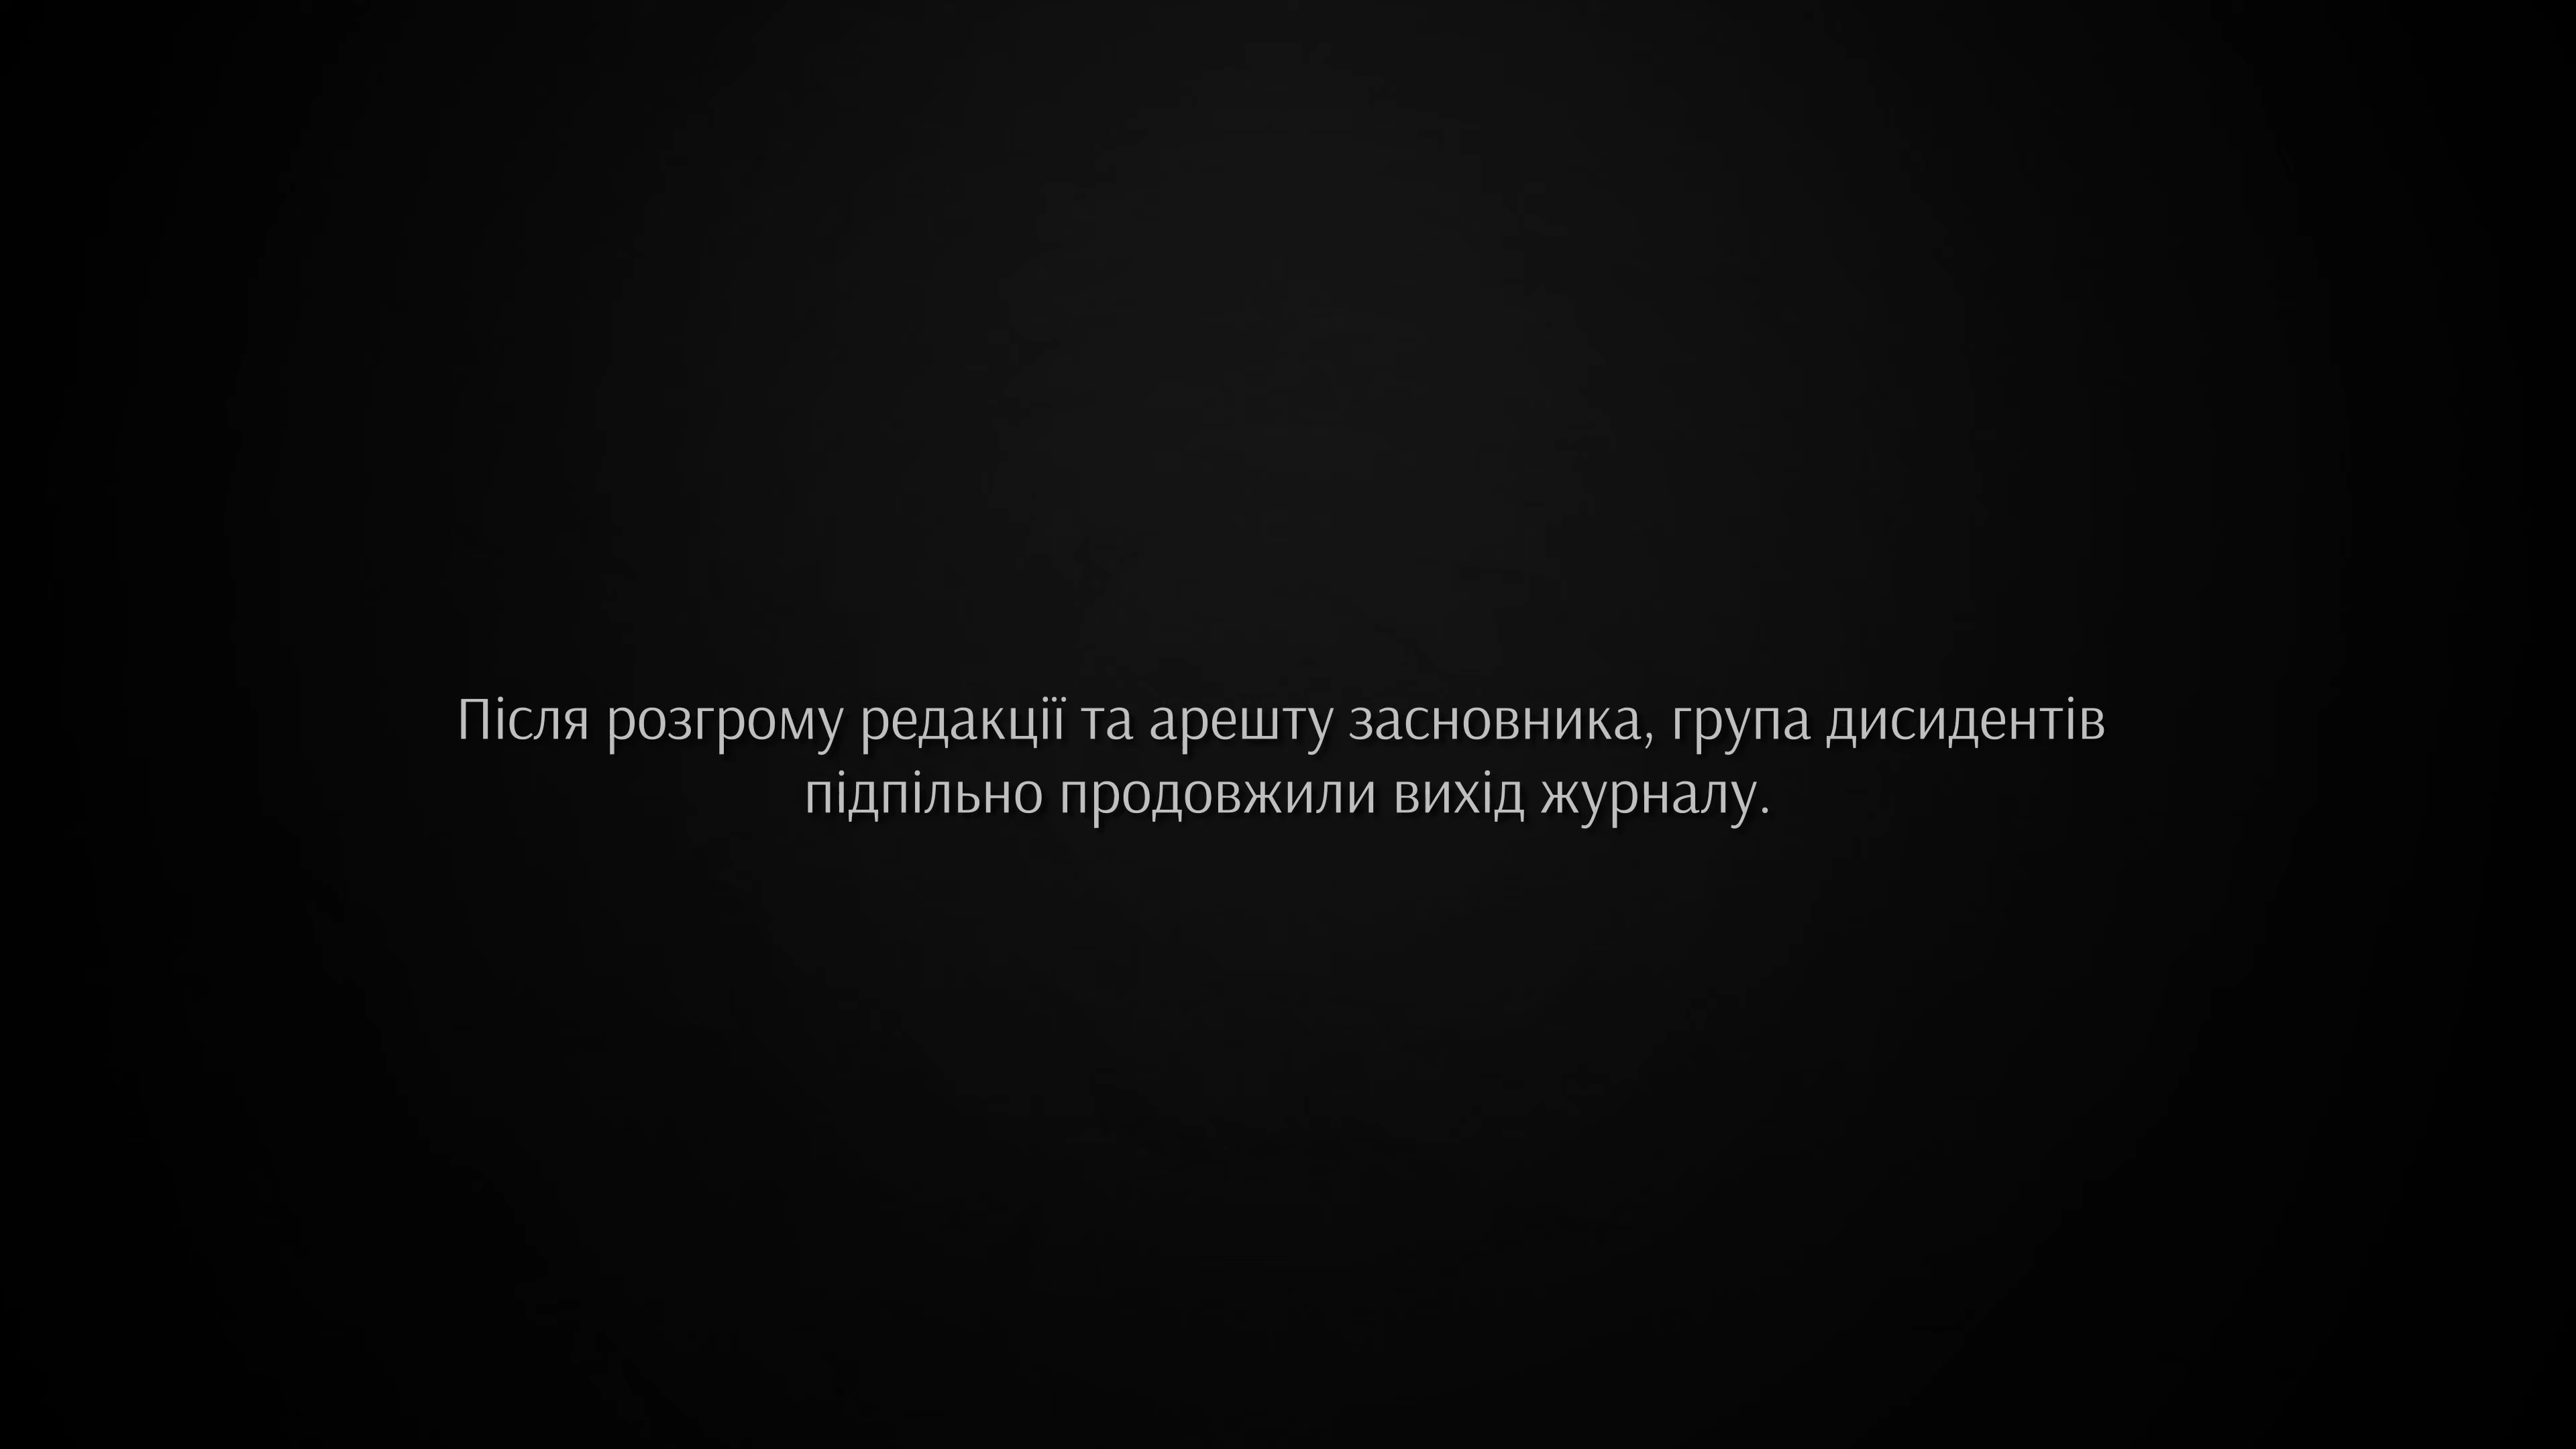 Після розгрому редакції та арешту засновника, група дисидентів
підпільно продовжили вихід журналу.